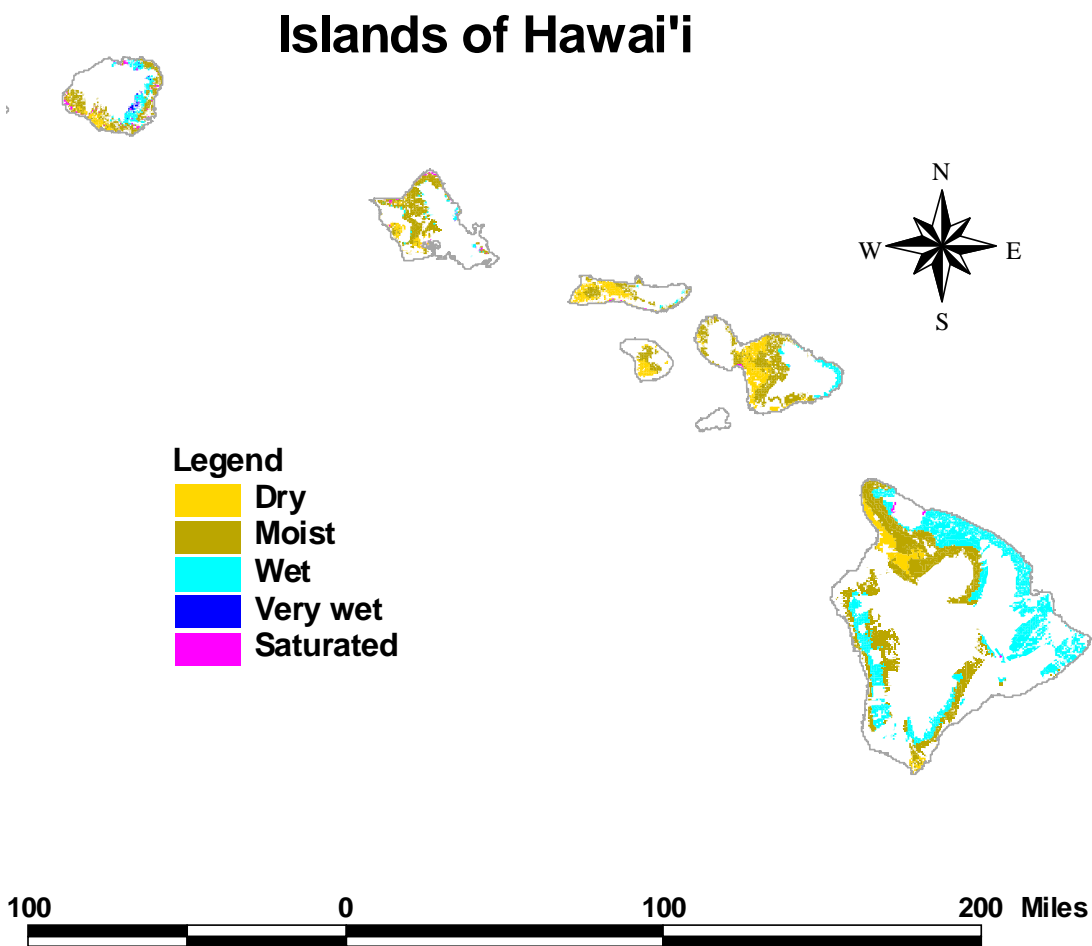 Islands of Hawai'i
N
W E
S
Legend
Dry
Moist
Wet
Very wet
Saturated
100 0 100 200 Miles